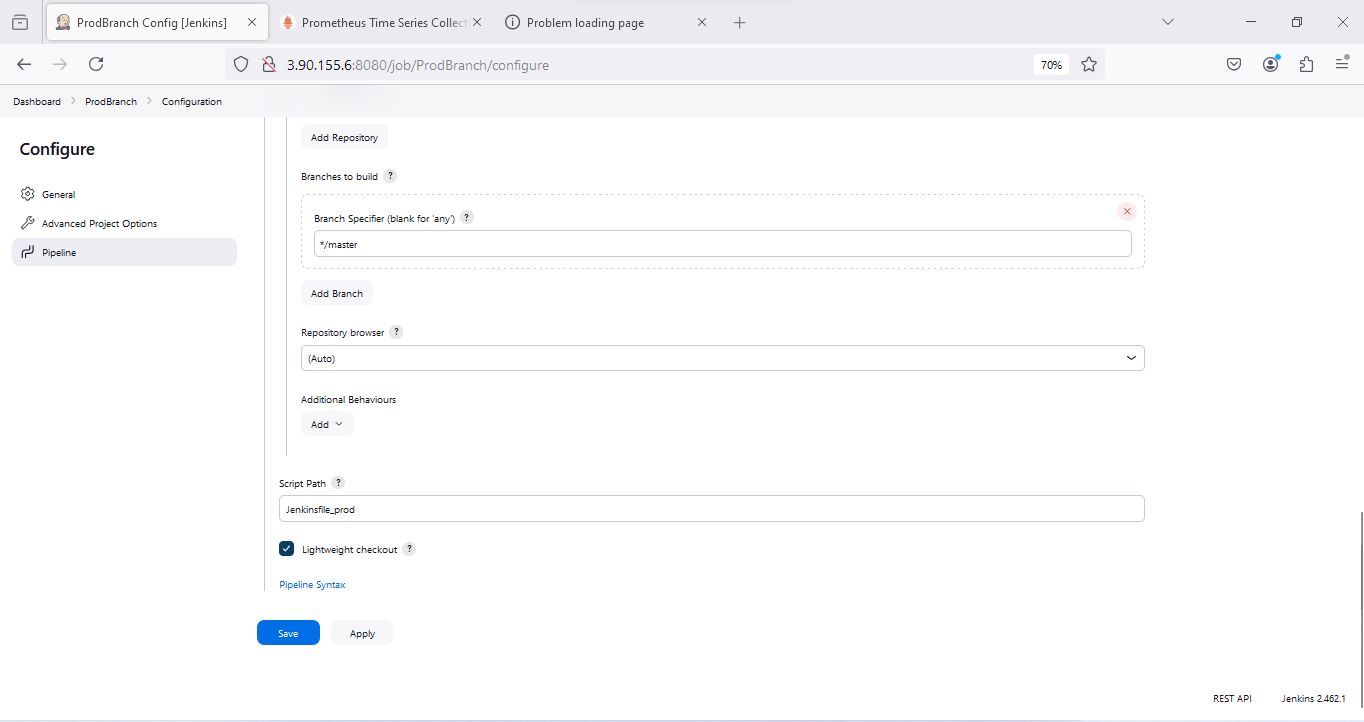 ProdBranch Config [Jenkins]
Prometheus Time Series Collect
Problem loading page
3.90.155.6:8080/job/ProdBranch/configure
70%
Dashboard
ProdBranch
Configuration
Configure
General
Advanced Project Options
Pipeline
Add Repository
Branches to build ?
Branch Specifier (blank for 'any') ?
*/master
Add Branch
Repository browser ?
(Auto)
Additional Behaviours
Add
Script Path ?
Jenkinsfile_prod
Lightweight checkout ?
Pipeline Syntax
Save
Apply
REST API
Jenkins 2.462.1